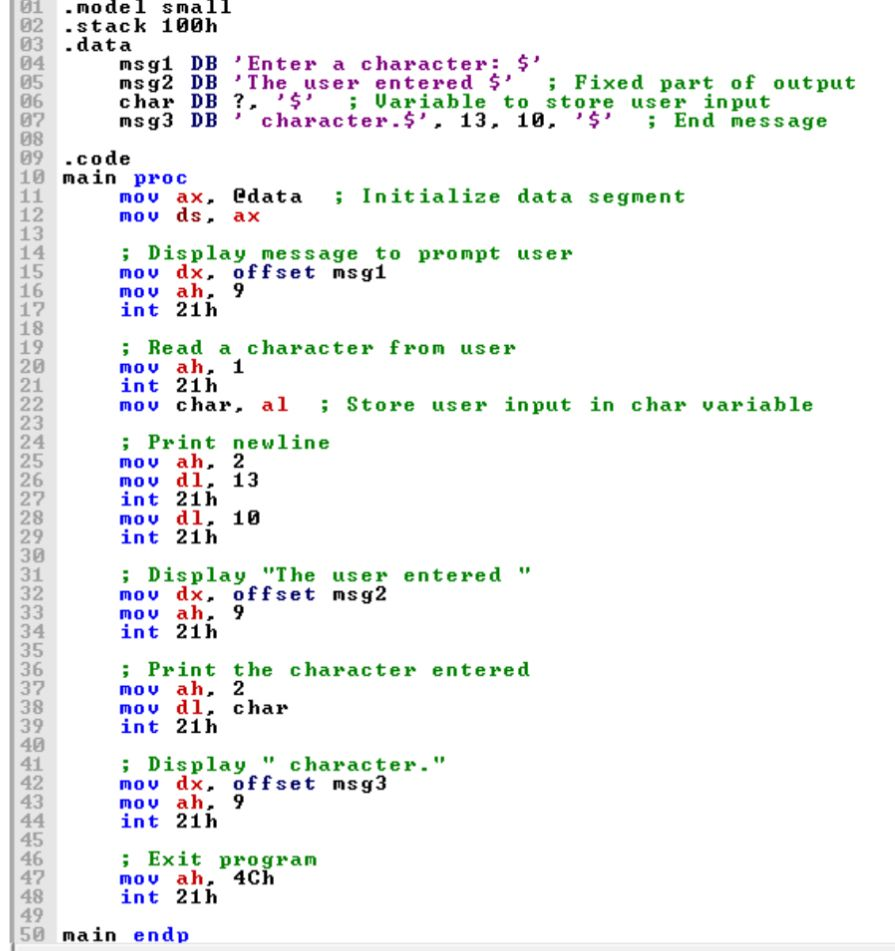 01 .model small
02 .stack 100h
03 .data
04     msg1 DB 'Enter a character: $'
05     msg2 DB 'The user entered $'  ; Fixed part of output
06     char DB ?, '$'  ; Variable to store user input
07     msg3 DB ' character.$', 13, 10, '$'  ; End message
08
09 .code
10 main proc
11     mov ax, @data  ; Initialize data segment
12     mov ds, ax
13
14     ; Display message to prompt user
15     mov dx, offset msg1
16     mov ah, 9
17     int 21h
18
19     ; Read a character from user
20     mov ah, 1
21     int 21h
22     mov char, al  ; Store user input in char variable
23
24     ; Print newline
25     mov ah, 2
26     mov dl, 13
27     int 21h
28     mov dl, 10
29     int 21h
30
31     ; Display "The user entered "
32     mov dx, offset msg2
33     mov ah, 9
34     int 21h
35
36     ; Print the character entered
37     mov ah, 2
38     mov dl, char
39     int 21h
40
41     ; Display " character."
42     mov dx, offset msg3
43     mov ah, 9
44     int 21h
45
46     ; Exit program
47     mov ah, 4Ch
48     int 21h
49
50 main endp